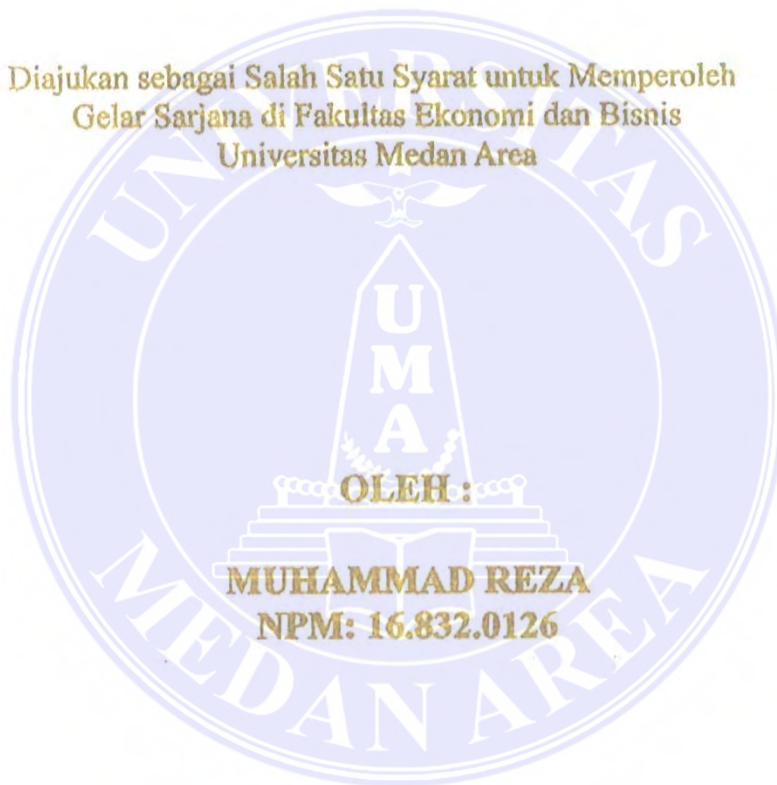 Diajukan sebagai Salah Satu Syarat untuk Memperoleh
Gelar Sarjana di Fakultas Ekonomi dan Bisnis
Universitas Medan Area
UNIVERSITAS
UMA
OLEH :
MUHAMMAD REZA
NPM: 16.832.0126
MEDAN AREA